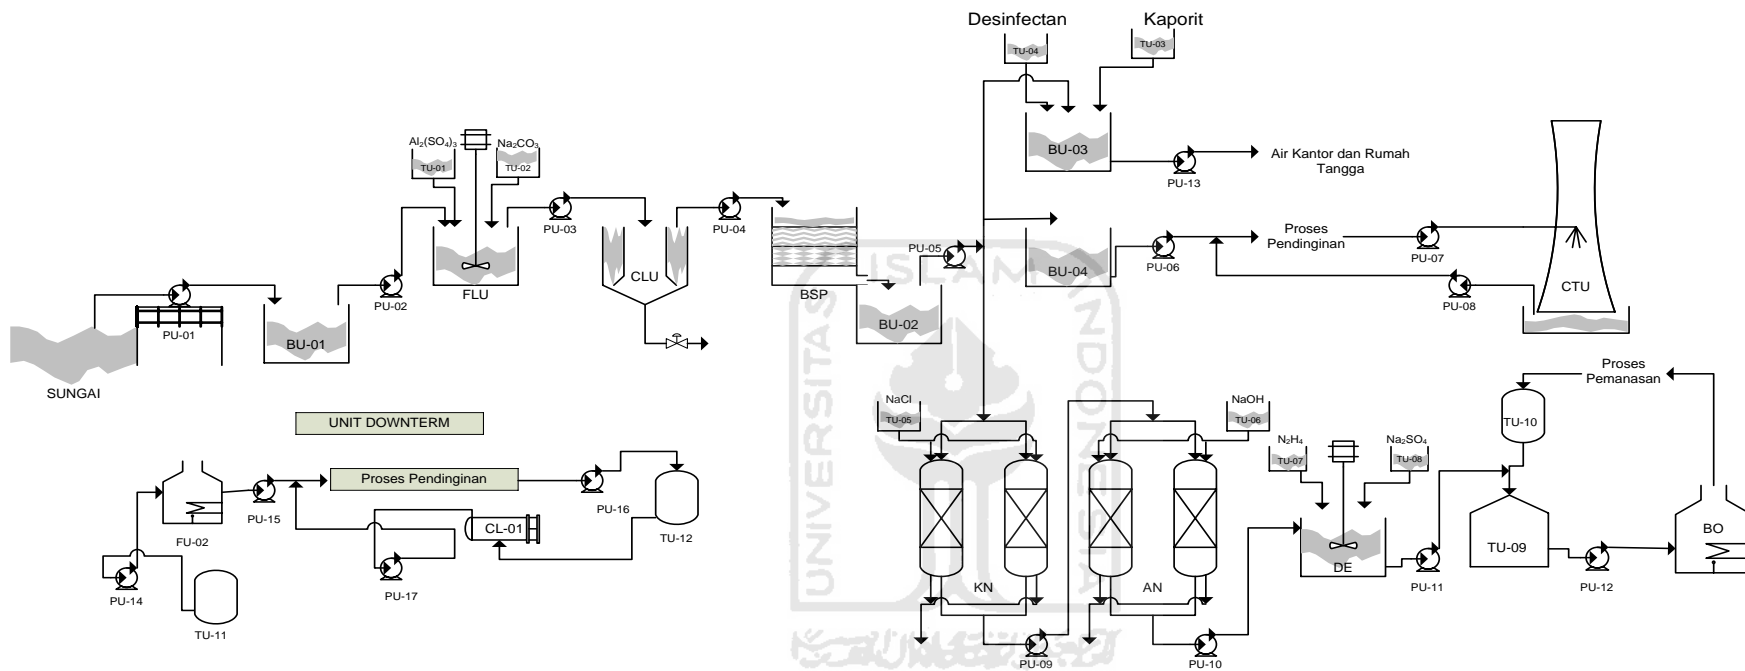 Desinfectan
Kaporit
TU-04
TU-03
BU-03
PU-13
Air Kantor dan Rumah
Tangga
Al₂(SO₄)₃
Na₂CO₃
TU-01
TU-02
PU-03
PU-04
PU-02
FLU
CLU
BSP
PU-05
BU-02
BU-04
PU-06
Proses
Pendinginan
PU-07
PU-08
CTU
PU-01
BU-01
SUNGAI
UNIVERSITAS
ISLAM
INDONESIA
UNIT DOWNTERM
Proses Pendinginan
FU-02
PU-15
PU-16
TU-12
CL-01
PU-17
PU-14
TU-11
NaCl
TU-05
NaOH
TU-06
KN
AN
PU-09
PU-10
N₂H₄
TU-07
Na₂SO₄
TU-08
DE
PU-11
Proses
Pemanasan
TU-10
TU-09
PU-12
BO